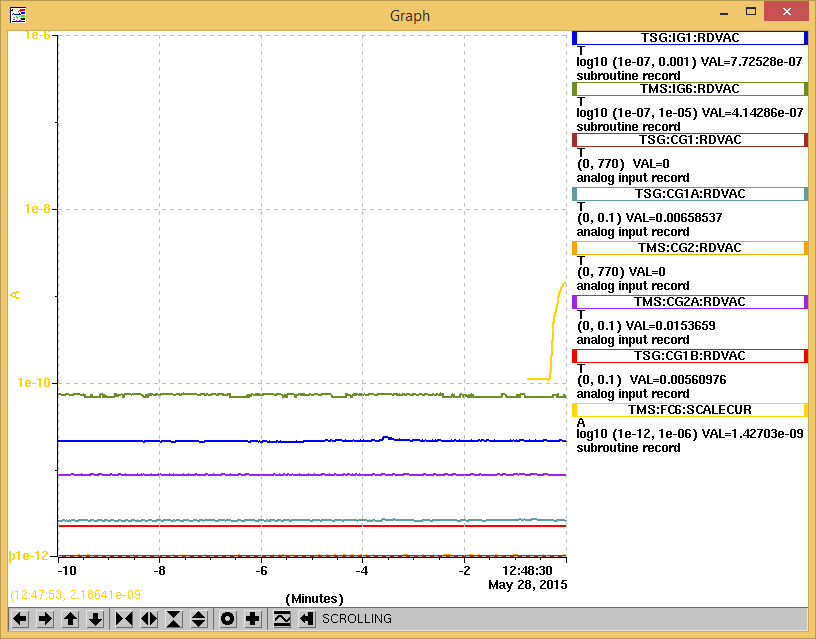 Graph
1e-6
1e-8
A
1e-10
1e-12
-10
-8
-6
-4
-2
12:48:30
May 28, 2015
(Minutes)
(12:47:53, 2.18641e-09
SCROLLING
TSG:IG1:RDVAC
T
log10 (1e-07, 0.001) VAL=7.72528e-07
subroutine record
TMS:IG6:RDVAC
T
log10 (1e-07, 1e-05) VAL=4.14286e-07
subroutine record
TSG:CG1:RDVAC
T
(0, 770) VAL=0
analog input record
TSG:CG1A:RDVAC
T
(0, 0.1) VAL=0.00658537
analog input record
TMS:CG2:RDVAC
T
(0, 770) VAL=0
analog input record
TMS:CG2A:RDVAC
T
(0, 0.1) VAL=0.0153659
analog input record
TSG:CG1B:RDVAC
T
(0, 0.1) VAL=0.00560976
analog input record
TMS:FC6:SCALECUR
A
log10 (1e-12, 1e-06) VAL=1.42703e-09
subroutine record